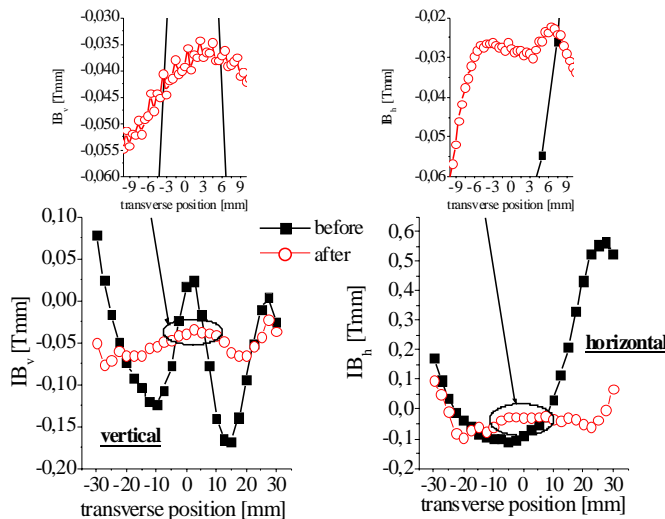 -0.030
-0.035
-0.040
-0.045
-0.050
-0.055
-0,060
IB_v [Tmm]
-9 -6 -3 0 3 6 9
transverse position [mm]
-0.02
-0.03
-0.04
-0,05
-0,06
IB_h [Tmm]
-9 -6 -3 0 3 6 9
transverse position [mm]
0,10
0,05
0,00
-0,05
-0,10
-0,15
-0,20
IB_v [Tmm]
before
after
vertical
-30 -20 -10 0 10 20 30
transverse position [mm]
0,6
0,5
0,4
0,3
0,2
0,1
0,0
-0,1
-0,2
IB_h [Tmm]
horizontal
-30 -20 -10 0 10 20 30
transverse position [mm]